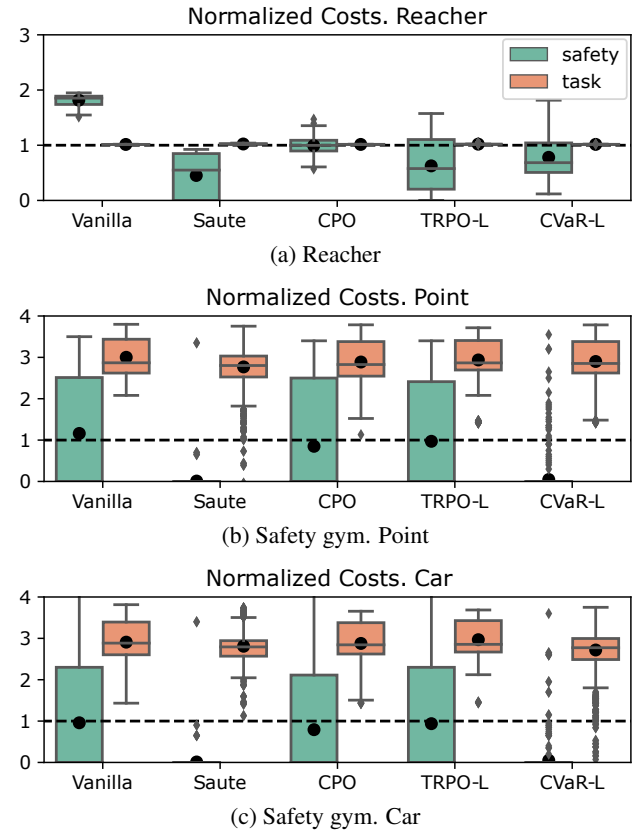 Normalized Costs. Reacher
3
safety
task
2
1
0
Vanilla Saute CPO TRPO-L CVaR-L
(a) Reacher
Normalized Costs. Point
4
3
2
1
0
Vanilla Saute CPO TRPO-L CVaR-L
(b) Safety gym. Point
Normalized Costs. Car
4
3
2
1
0
Vanilla Saute CPO TRPO-L CVaR-L
(c) Safety gym. Car